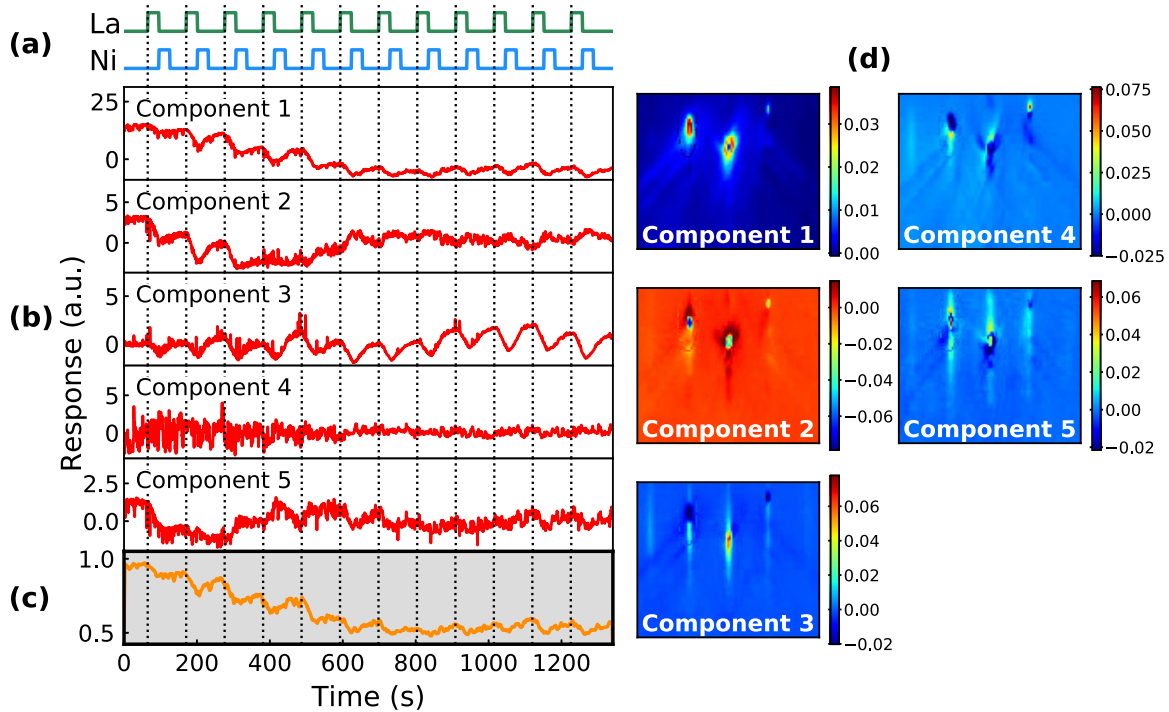 (a)
La
Ni
(b)
Response (a.u.)
Component 1
25
0
Component 2
5
0
Component 3
5
0
Component 4
5
0
Component 5
2.5
0.0
(c)
1.0
0.5
0 200 400 600 800 1000 1200
Time (s)
(d)
Component 1
0.03
0.02
0.01
0.00
Component 4
0.075
0.050
0.025
0.000
−0.025
Component 2
0.00
−0.02
−0.04
−0.06
Component 5
0.06
0.04
0.02
0.00
−0.02
Component 3
0.06
0.04
0.02
0.00
−0.02